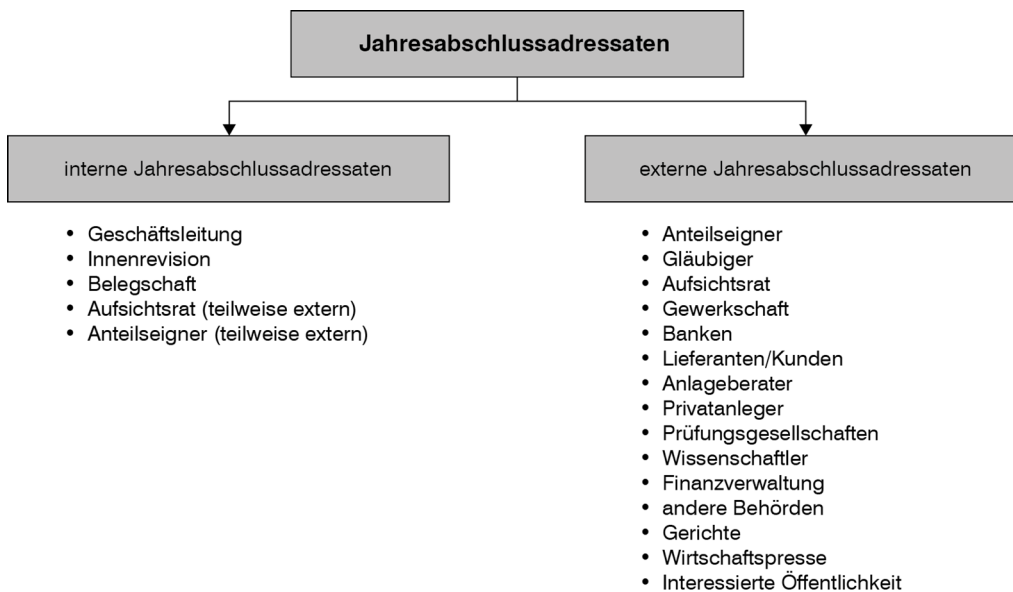 Jahresabschlussadressaten
interne Jahresabschlussadressaten
• Geschäftsleitung
• Innenrevision
• Belegschaft
• Aufsichtsrat (teilweise extern)
• Anteilseigner (teilweise extern)
externe Jahresabschlussadressaten
• Anteilseigner
• Gläubiger
• Aufsichtsrat
• Gewerkschaft
• Banken
• Lieferanten/Kunden
• Anlageberater
• Privatanleger
• Prüfungsgesellschaften
• Wissenschaftler
• Finanzverwaltung
• andere Behörden
• Gerichte
• Wirtschaftspresse
• Interessierte Öffentlichkeit